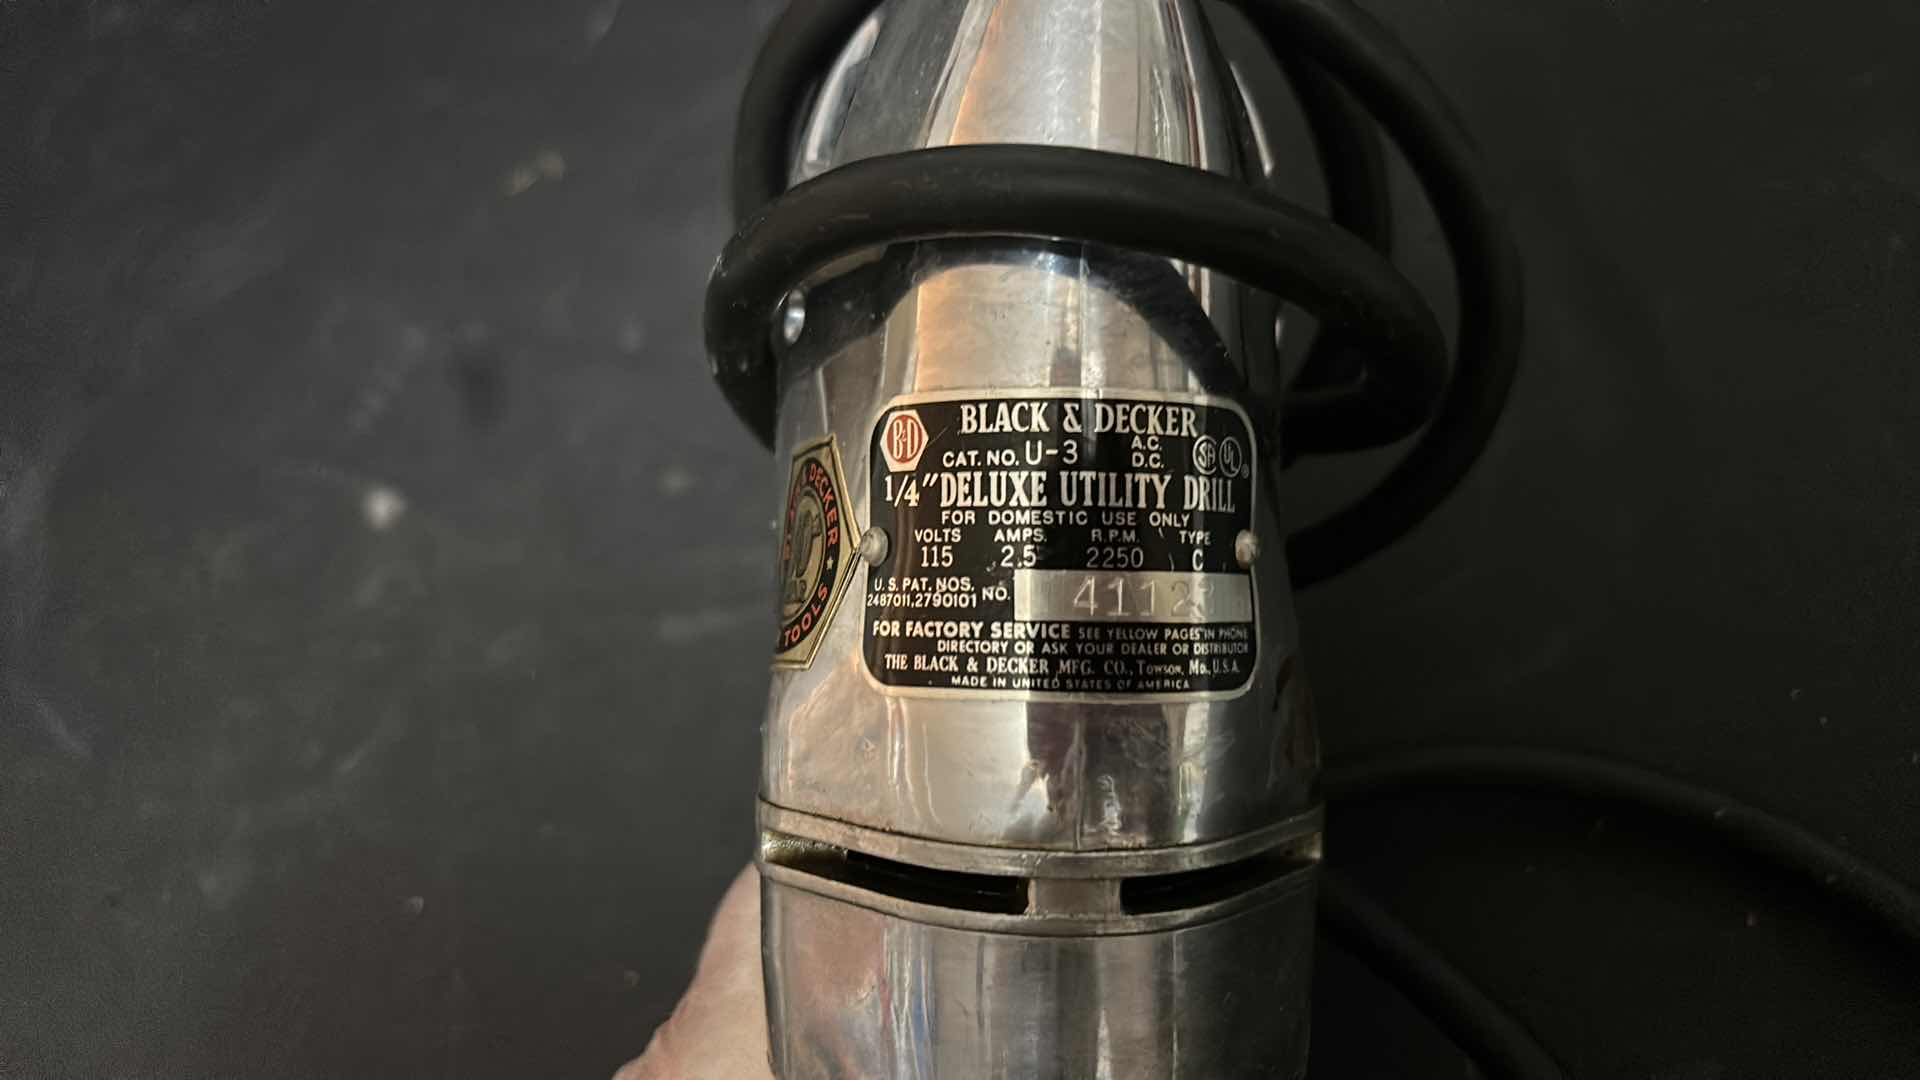 B&D
BLACK & DECKER
CAT. NO. U-3 A.C. D.C. SA UL
1/4" DELUXE UTILITY DRILL
FOR DOMESTIC USE ONLY
VOLTS AMPS. R.P.M. TYPE
115 2.5 2250 C
U.S. PAT. NOS.
2487011,2790101 NO.
FOR FACTORY SERVICE SEE YELLOW PAGES IN PHONE
DIRECTORY OR ASK YOUR DEALER OR DISTRIBUTOR
THE BLACK & DECKER MFG. CO., TOWSON, MD., U.S.A.
MADE IN UNITED STATES OF AMERICA
DECKER ★
TOOLS